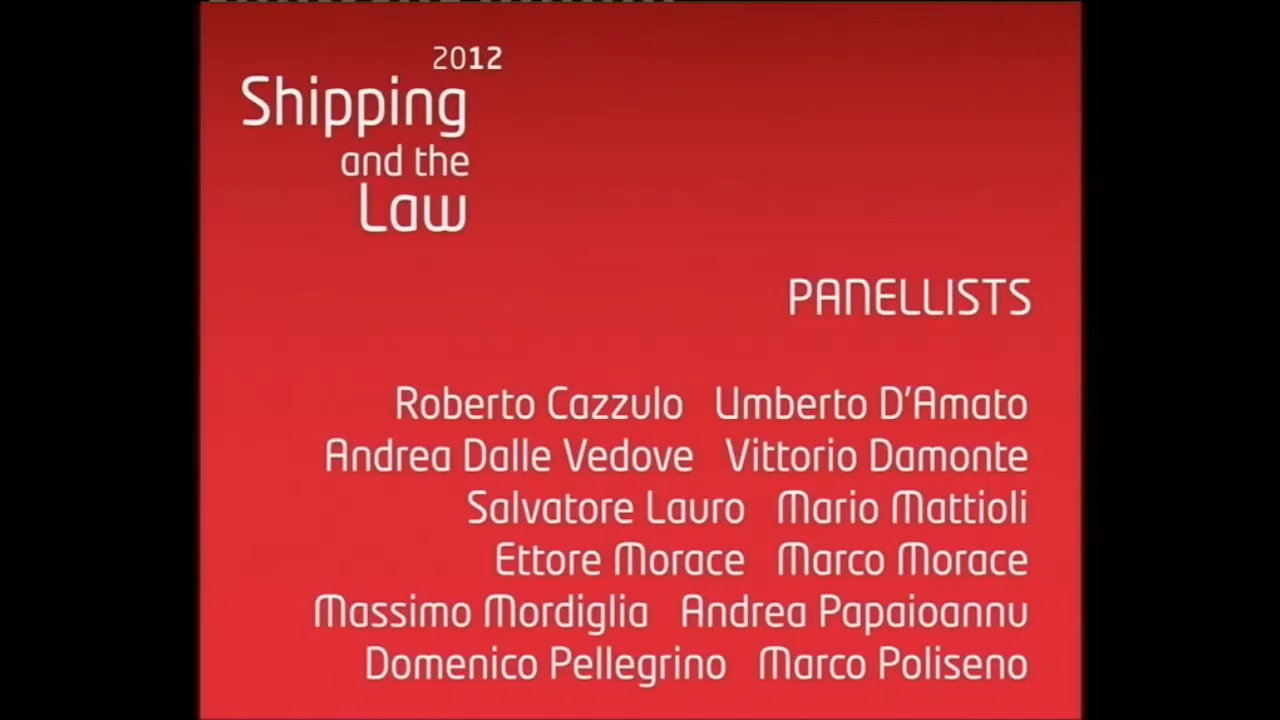 2012
Shipping
and the
Law
PANELLISTS
Roberto Cazzulo Umberto D'Amato
Andrea Dalle Vedove Vittorio Damonte
Salvatore Lauro Mario Mattioli
Ettore Morace Marco Morace
Massimo Mordiglia Andrea Papaioannu
Domenico Pellegrino Marco Poliseno